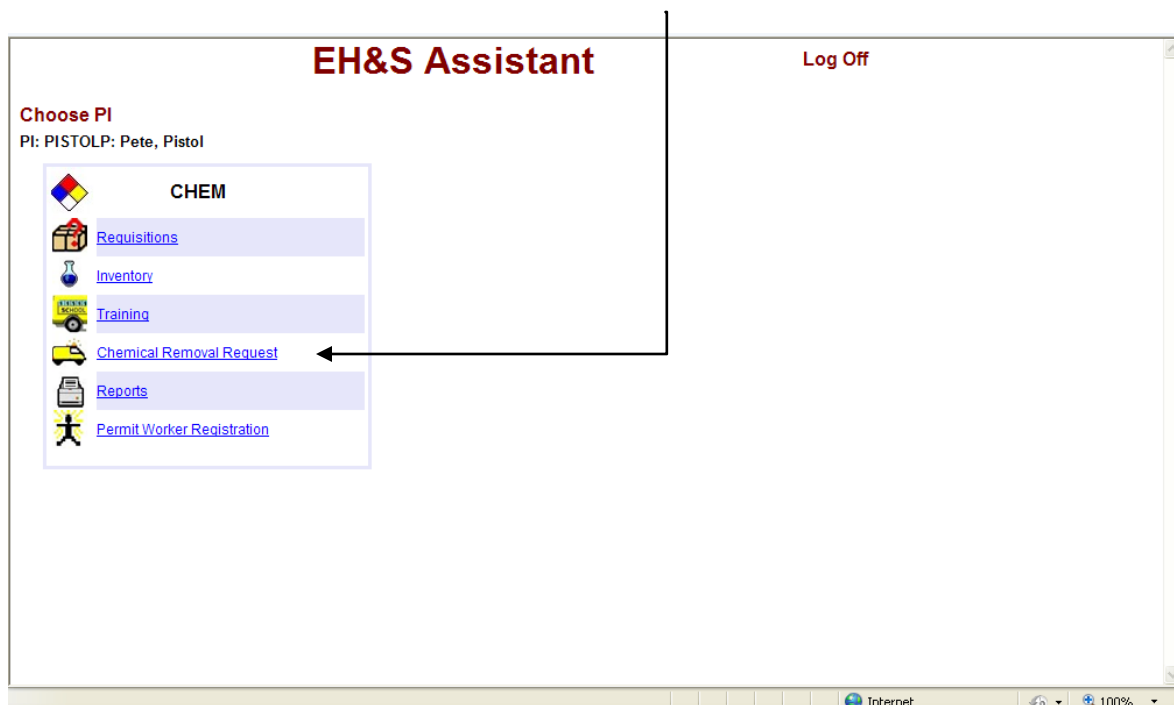 EH&S Assistant
Log Off
Choose PI
PI: PISTOLP: Pete, Pistol
CHEM
Requisitions
Inventory
SCHOOL
Training
Chemical Removal Request
Reports
Permit Worker Registration
Internet
100%